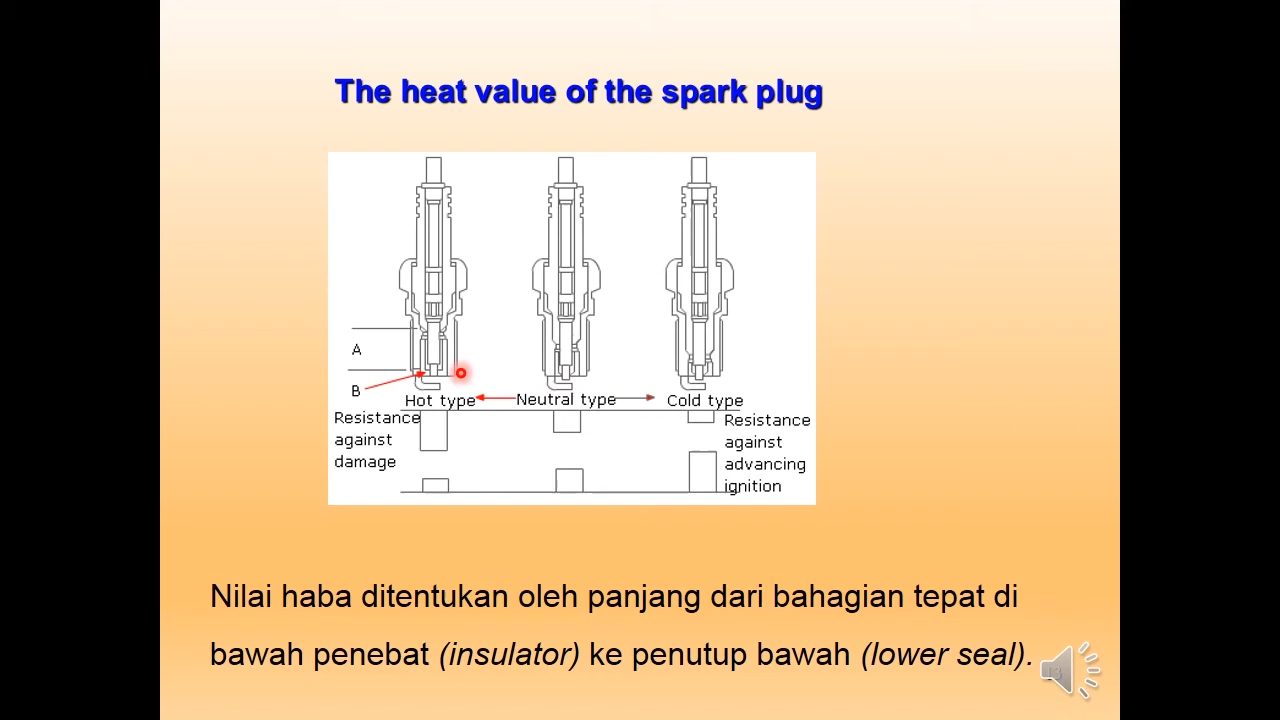 The heat value of the spark plug
A
B
Hot type
Neutral type
Cold type
Resistance
against
damage
Resistance
against
advancing
ignition
Nilai haba ditentukan oleh panjang dari bahagian tepat di
bawah penebat (insulator) ke penutup bawah (lower seal).
13